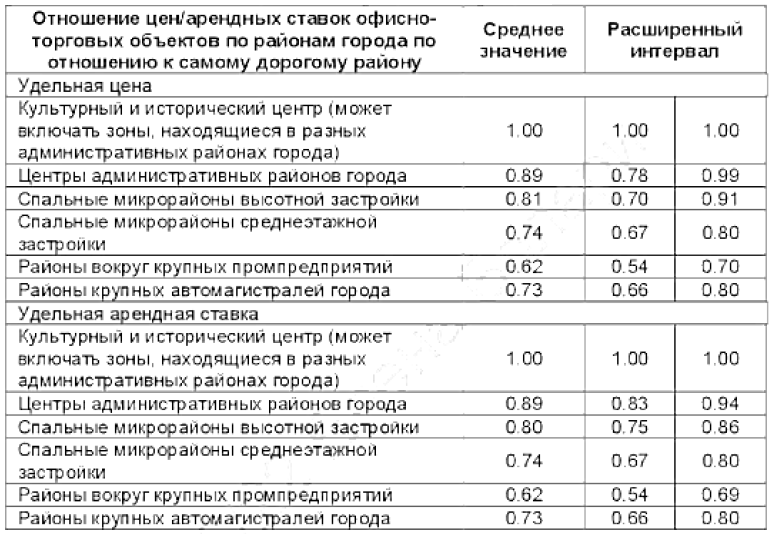 Отношение цен/арендных ставок офисно-
торговых объектов по районам города по
отношению к самому дорогому району
Среднее
значение
Расширенный
интервал
Удельная цена
Культурный и исторический центр (может
включать зоны, находящиеся в разных
административных районах города)
1.00 1.00 1.00
Центры административных районов города 0.89 0.78 0.99
Спальные микрорайоны высотной застройки 0.81 0.70 0.91
Спальные микрорайоны среднеэтажной
застройки
0.74 0.67 0.80
Районы вокруг крупных промпредприятий 0.62 0.54 0.70
Районы крупных автомагистралей города 0.73 0.66 0.80
Удельная арендная ставка
Культурный и исторический центр (может
включать зоны, находящиеся в разных
административных районах города)
1.00 1.00 1.00
Центры административных районов города 0.89 0.83 0.94
Спальные микрорайоны высотной застройки 0.80 0.75 0.86
Спальные микрорайоны среднеэтажной
застройки
0.74 0.67 0.80
Районы вокруг крупных промпредприятий 0.62 0.54 0.69
Районы крупных автомагистралей города 0.73 0.66 0.80